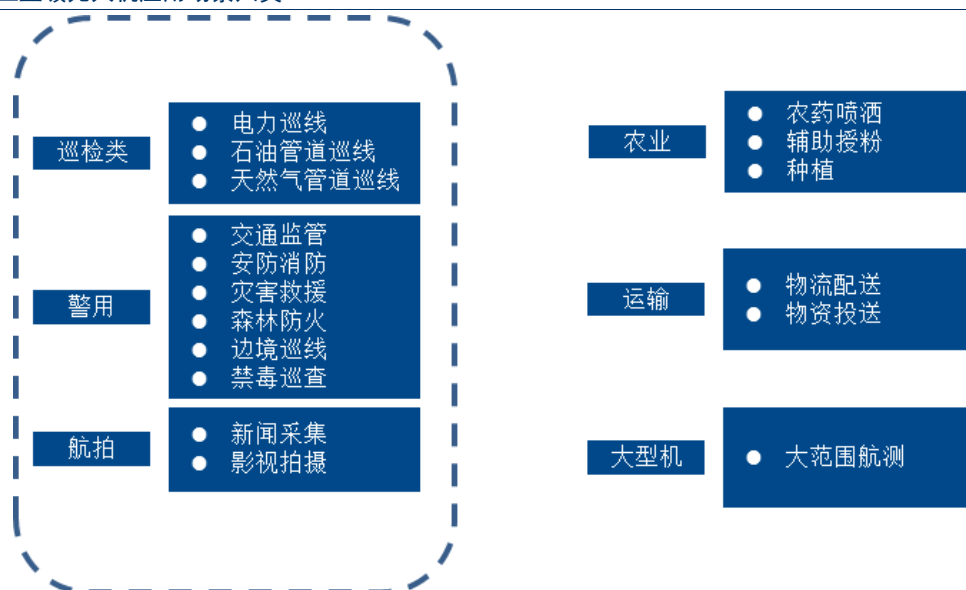 巡检类
电力巡线
石油管道巡线
天然气管道巡线
警用
交通监管
安防消防
灾害救援
森林防火
边境巡线
禁毒巡查
航拍
新闻采集
影视拍摄
农业
农药喷洒
辅助授粉
种植
运输
物流配送
物资投送
大型机
大范围航测